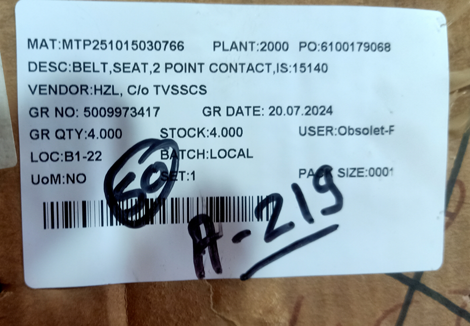 MAT:MTP251015030766 PLANT:2000 PO:6100179068
DESC:BELT,SEAT,2 POINT CONTACT,IS:15140
VENDOR:HZL, C/o TVSSCS
GR NO: 5009973417 GR DATE: 20.07.2024
GR QTY:4.000 STOCK:4.000 USER:Obsolet-F
LOC:B1-22 BATCH:LOCAL
UoM:NO SET:1 PACK SIZE:0001
A-219